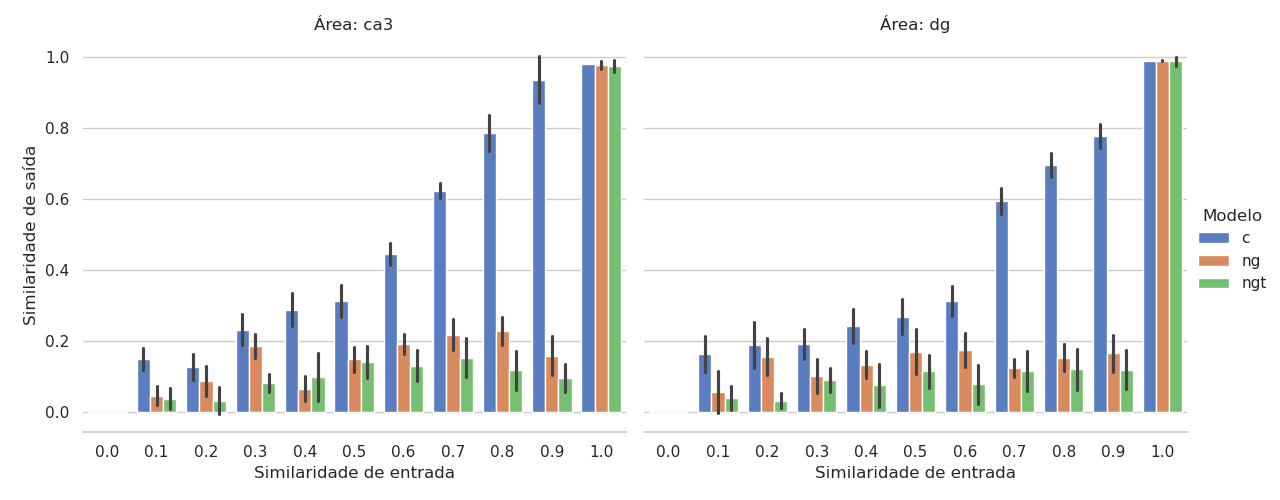 Área: ca3
Área: dg
1.0
0.8
0.6
0.4
0.2
0.0
Similaridade de saída
0.0 0.1 0.2 0.3 0.4 0.5 0.6 0.7 0.8 0.9 1.0
Similaridade de entrada
0.0 0.1 0.2 0.3 0.4 0.5 0.6 0.7 0.8 0.9 1.0
Similaridade de entrada
Modelo
c
ng
ngt